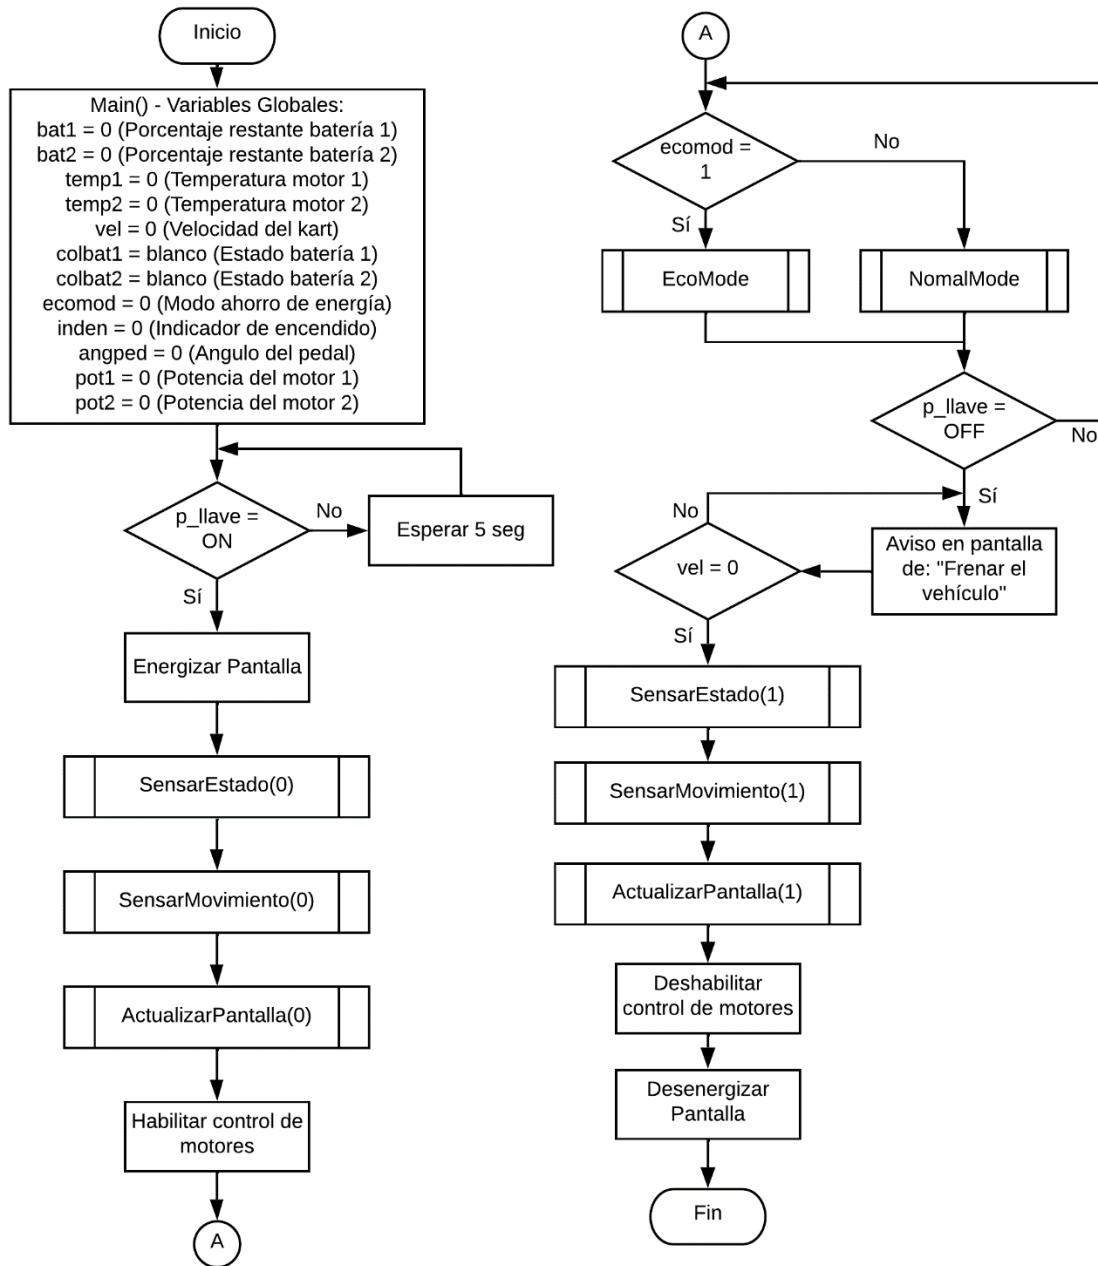 Inicio
Main() - Variables Globales:
bat1 = 0 (Porcentaje restante batería 1)
bat2 = 0 (Porcentaje restante batería 2)
temp1 = 0 (Temperatura motor 1)
temp2 = 0 (Temperatura motor 2)
vel = 0 (Velocidad del kart)
colbat1 = blanco (Estado batería 1)
colbat2 = blanco (Estado batería 2)
ecomod = 0 (Modo ahorro de energía)
inden = 0 (Indicador de encendido)
angped = 0 (Angulo del pedal)
pot1 = 0 (Potencia del motor 1)
pot2 = 0 (Potencia del motor 2)
p_llave =
ON
No
Esperar 5 seg
Sí
Energizar Pantalla
SensarEstado(0)
SensarMovimiento(0)
ActualizarPantalla(0)
Habilitar control de
motores
A
A
ecomod =
1
No
Sí
EcoMode
NomalMode
p_llave =
OFF
No
Sí
Aviso en pantalla
de: "Frenar el
vehículo"
No
vel = 0
Sí
SensarEstado(1)
SensarMovimiento(1)
ActualizarPantalla(1)
Deshabilitar
control de motores
Desenergizar
Pantalla
Fin